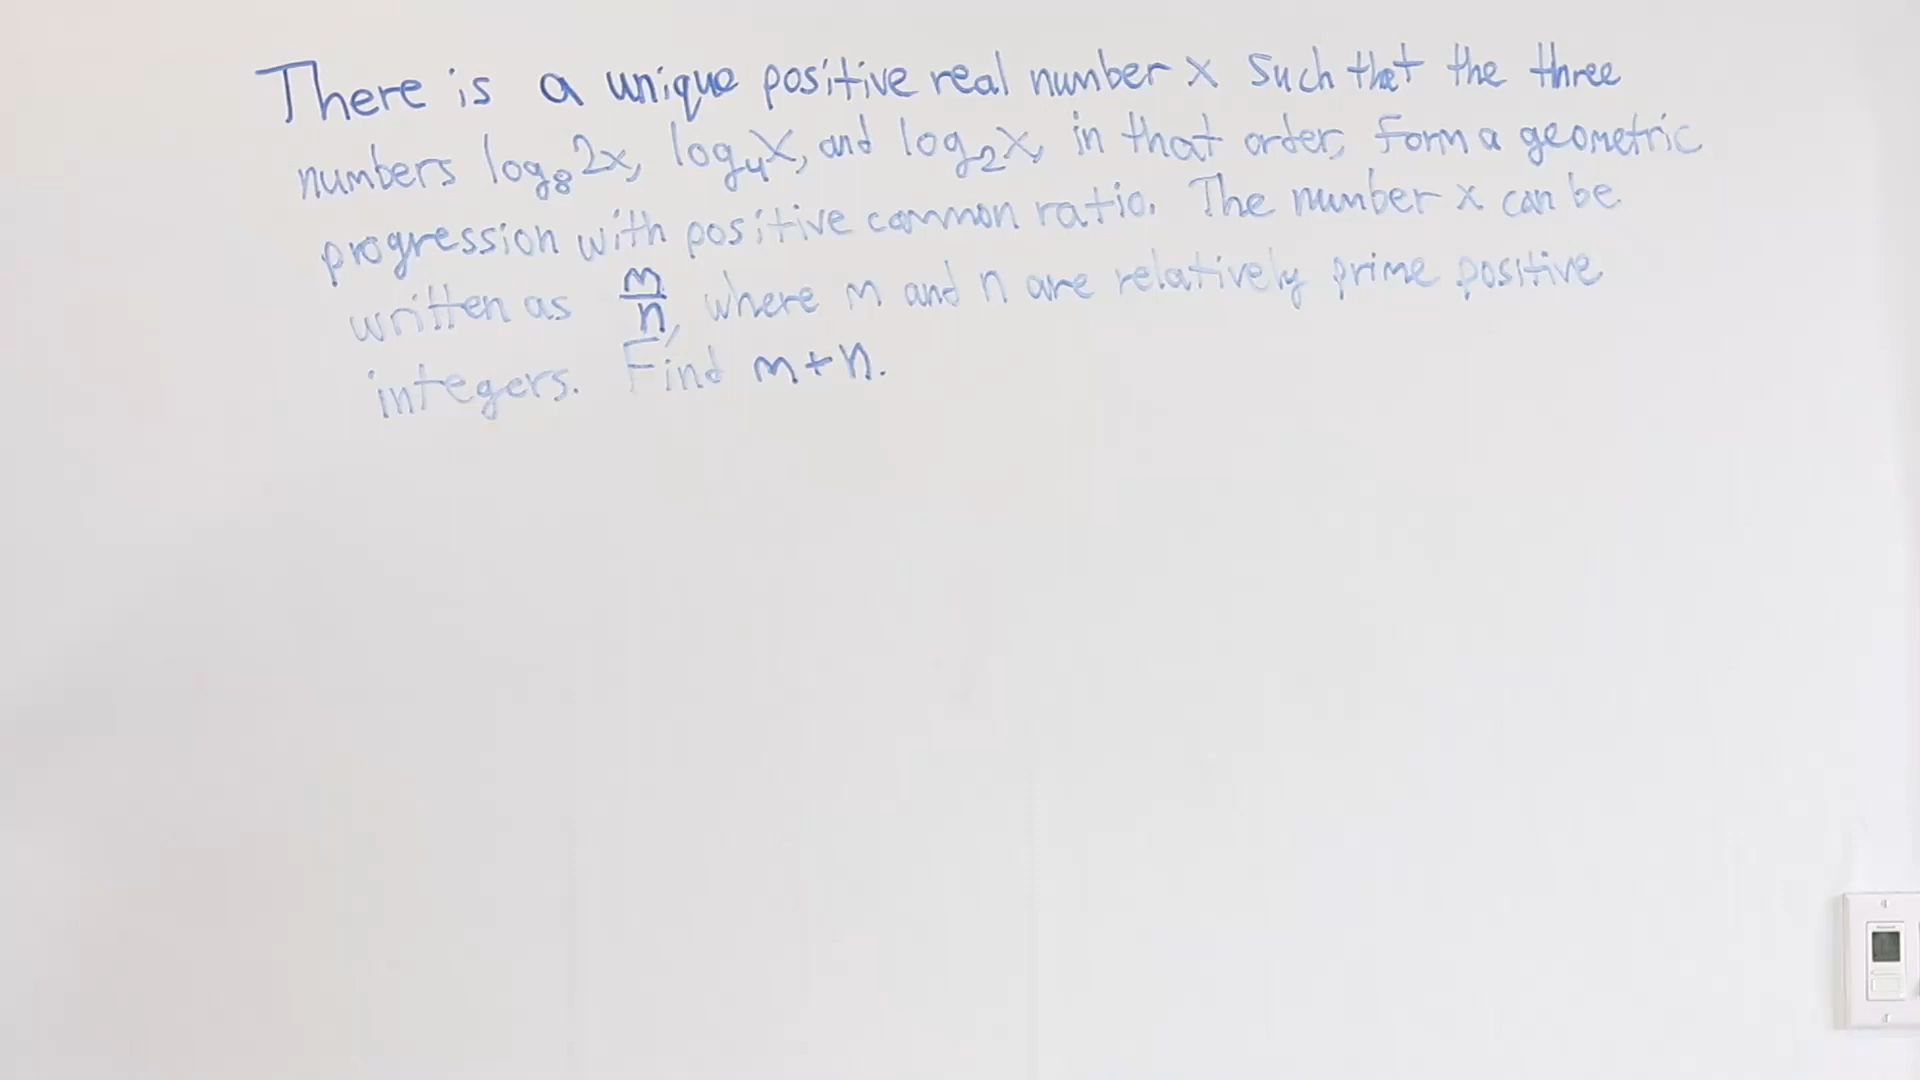 There is a unique positive real number x such that the three
numbers log₈2x, log₄x, and log₂x, in that order, form a geometric
progression with positive common ratio. The number x can be
written as m/n, where m and n are relatively prime positive
integers. Find m+n.